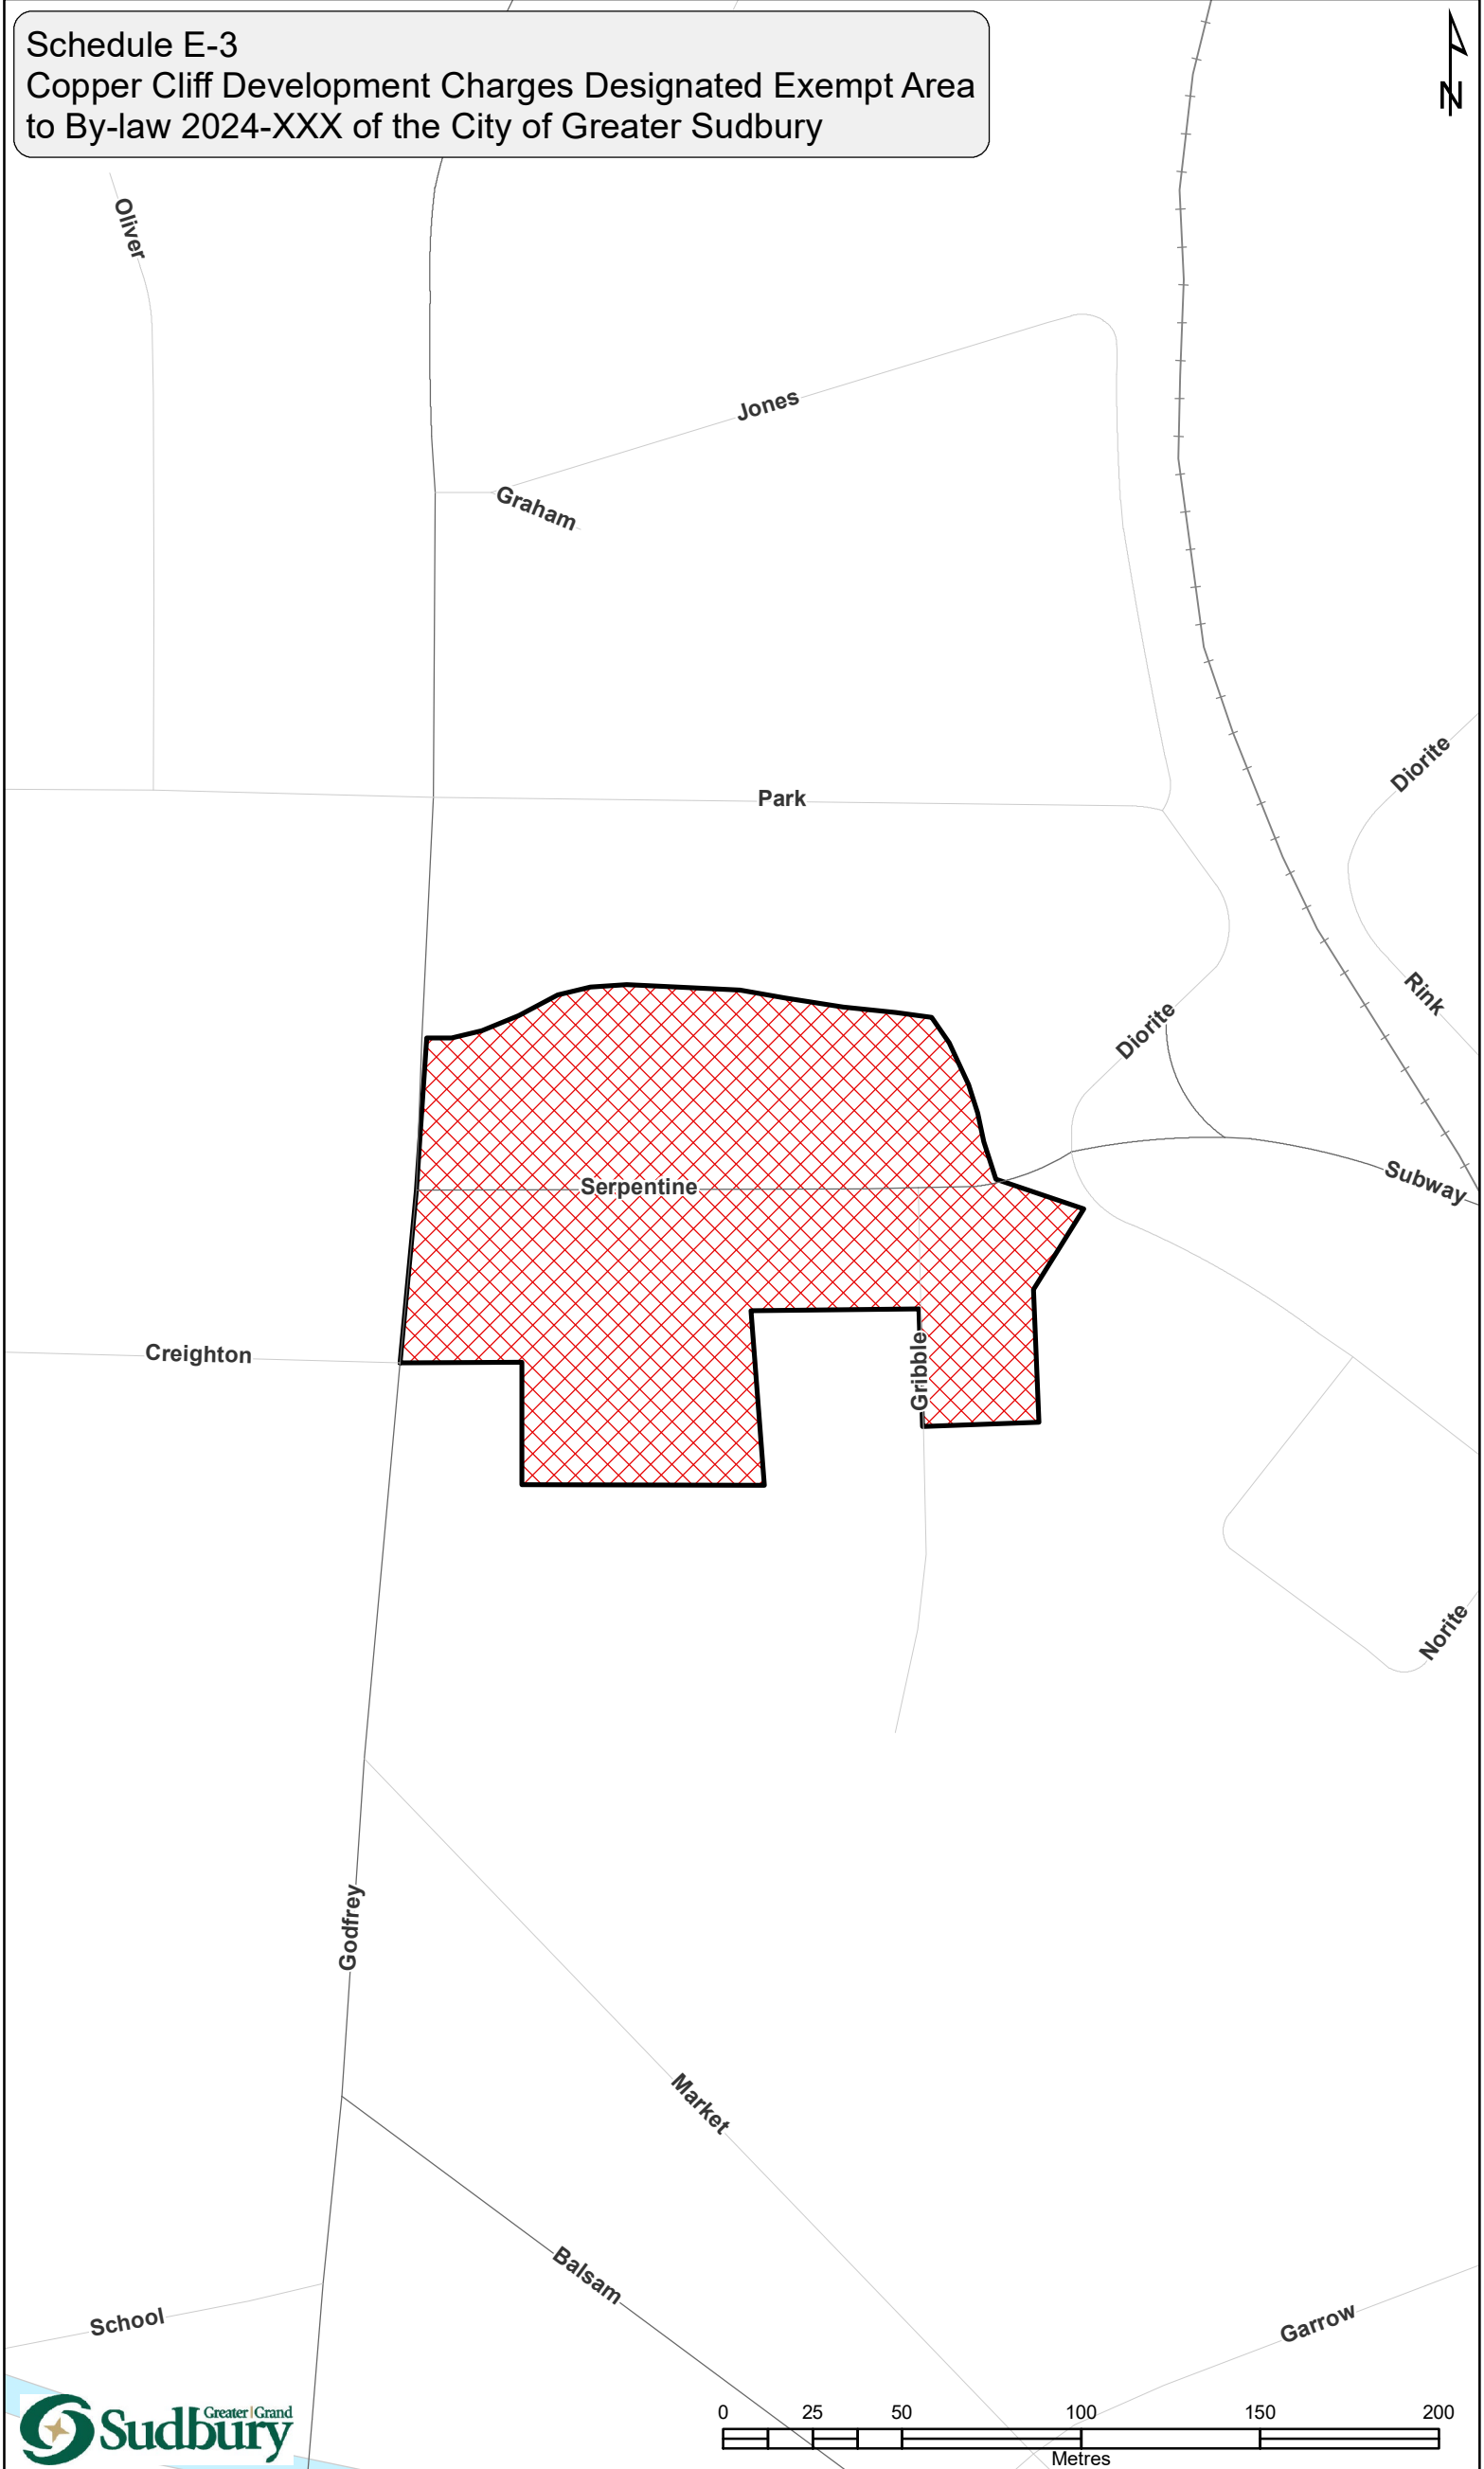 Schedule E-3
Copper Cliff Development Charges Designated Exempt Area
to By-law 2024-XXX of the City of Greater Sudbury
N
Oliver
Jones
Graham
Park
Diorite
Rink
Diorite
Subway
Serpentine
Creighton
Gribble
Norite
Godfrey
Market
Balsam
School
Garrow
Greater Grand
Sudbury
0 25 50 100 150 200
Metres